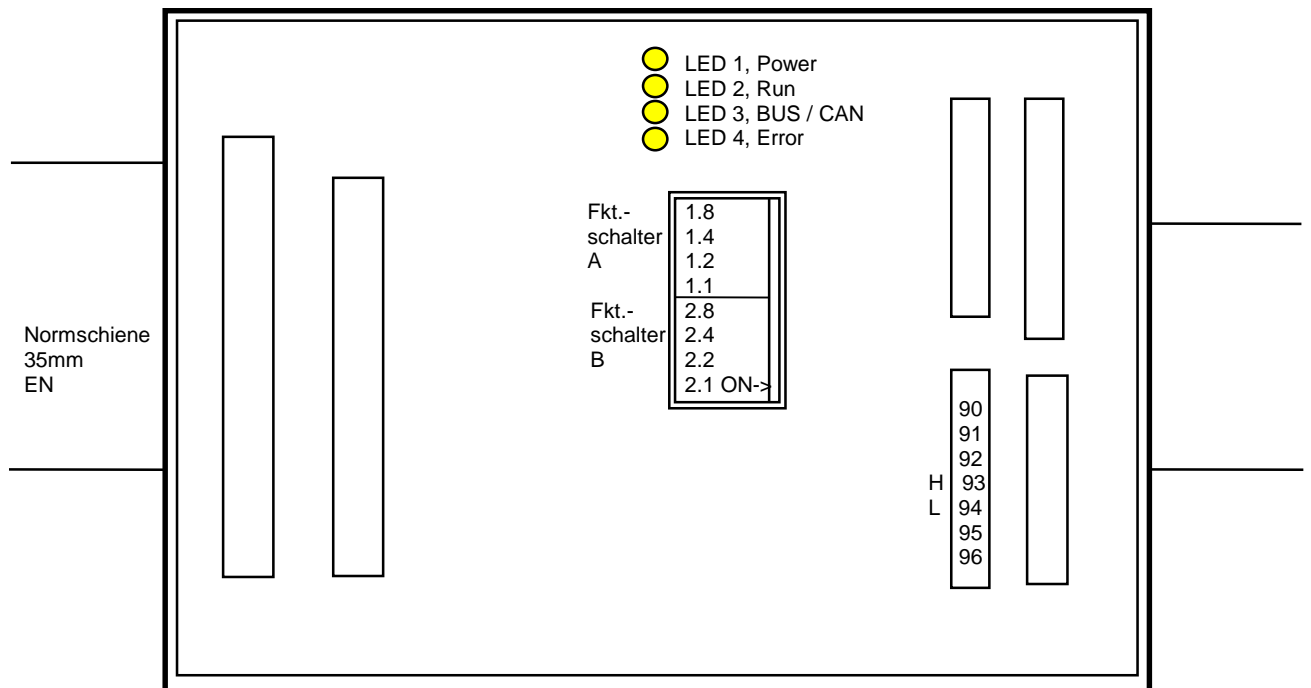 LED 1, Power
LED 2, Run
LED 3, BUS / CAN
LED 4, Error
Fkt.-
schalter
A
1.8
1.4
1.2
1.1
Fkt.-
schalter
B
2.8
2.4
2.2
2.1 ON->
Normschiene
35mm
EN
90
91
92
H 93
L 94
95
96